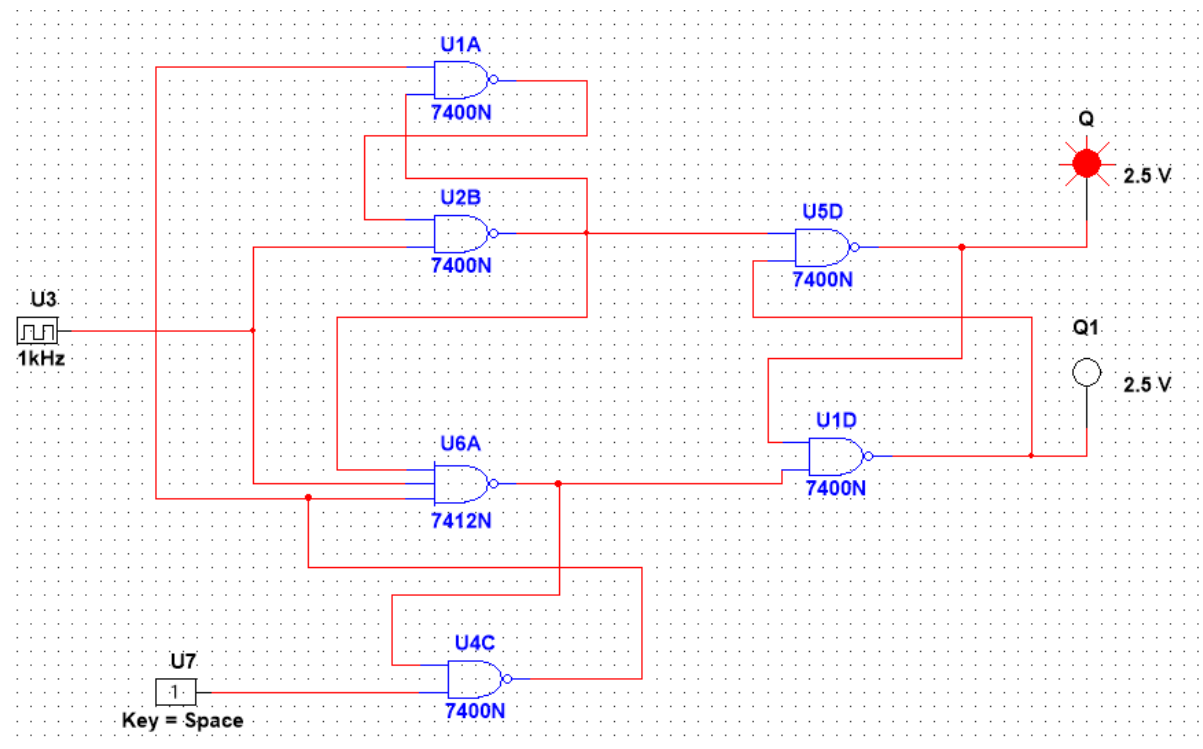 U1A
7400N
Q
2.5 V
U2B
7400N
U5D
7400N
U3
1kHz
Q1
2.5 V
U1D
7400N
U6A
7412N
U4C
7400N
U7
1
Key = Space